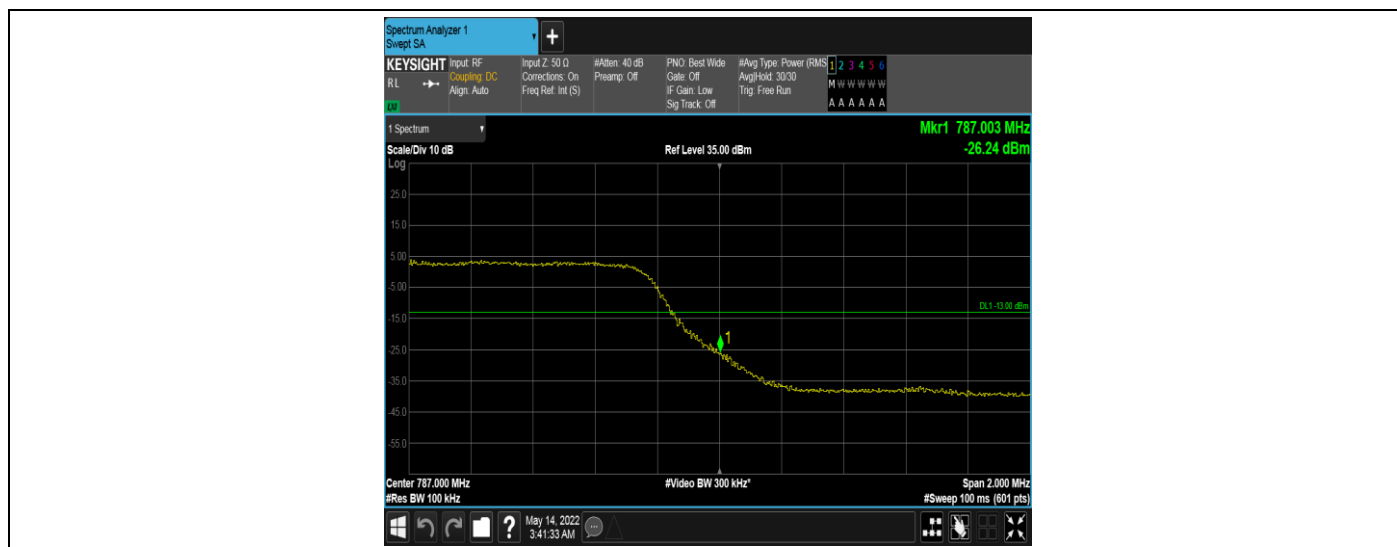 Spectrum Analyzer 1
Swept SA
KEYSIGHT
R L
Input: RF
Coupling: DC
Align: Auto
Input Z: 50 Ω
Corrections: On
Freq Ref: Int (S)
#Atten: 40 dB
Preamp: Off
PNO: Best Wide
Gate: Off
IF Gain: Low
Sig Track: Off
#Avg Type: Power (RMS
Avg|Hold: 30/30
Trig: Free Run
1 2 3 4 5 6
M W W W W W
A A A A A A
1 Spectrum
Mkr1 787.003 MHz
Scale/Div 10 dB
Ref Level 35.00 dBm
-26.24 dBm
Log
25.0
15.0
5.00
-5.00
DL1 -13.00 dBm
-15.0
1
-25.0
-35.0
-45.0
-55.0
Center 787.000 MHz
#Video BW 300 kHz*
Span 2.000 MHz
#Res BW 100 kHz
#Sweep 100 ms (601 pts)
?
May 14, 2022
3:41:33 AM